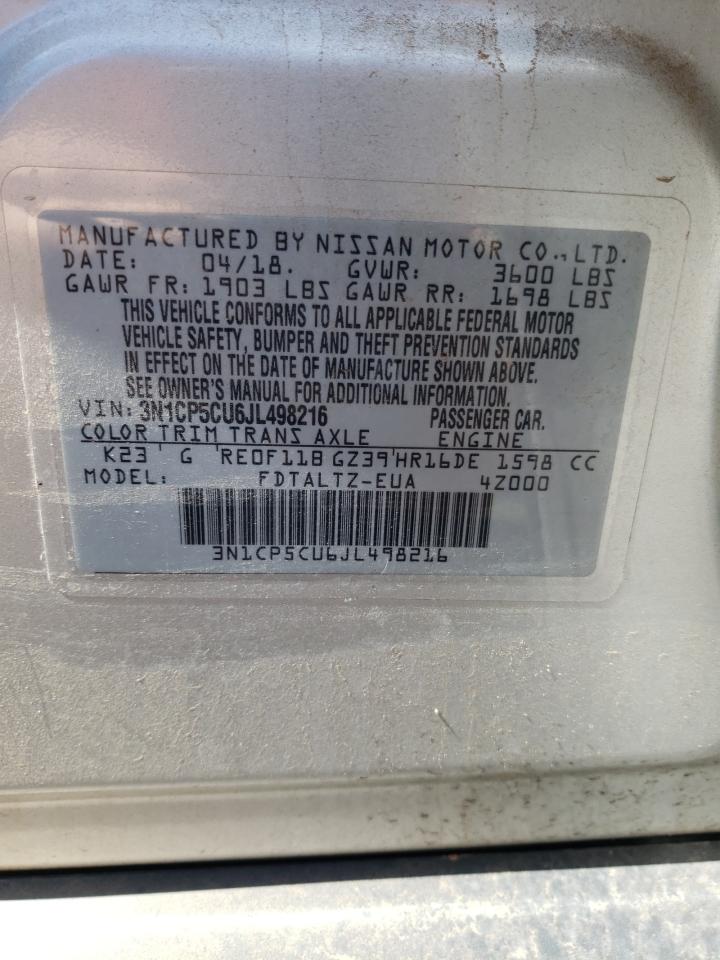 MANUFACTURED BY NISSAN MOTOR CO., LTD.
DATE: 04/18. GVWR: 3600 LBS
GAWR FR: 1903 LBS GAWR RR: 1698 LBS
THIS VEHICLE CONFORMS TO ALL APPLICABLE FEDERAL MOTOR
VEHICLE SAFETY, BUMPER AND THEFT PREVENTION STANDARDS
IN EFFECT ON THE DATE OF MANUFACTURE SHOWN ABOVE.
SEE OWNER'S MANUAL FOR ADDITIONAL INFORMATION.
VIN: 3N1CP5CU6JL498216 PASSENGER CAR.
COLOR TRIM TRANS AXLE ENGINE
K23 G RE0F11B GZ39 HR16DE 1598 CC
MODEL: FDTALTZ-EUA 4Z000
3N1CP5CU6JL498216